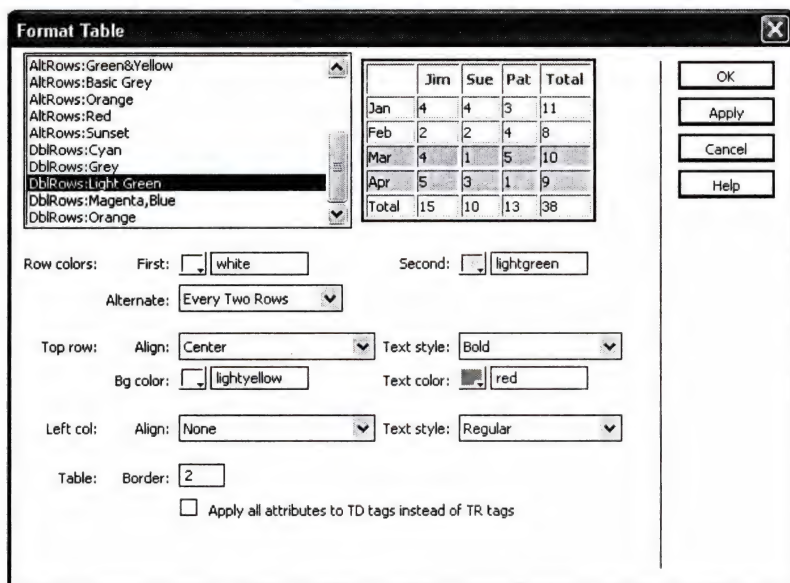 Format Table
AltRows:Green&Yellow
AltRows:Basic Grey
AltRows:Orange
AltRows:Red
AltRows:Sunset
DblRows:Cyan
DblRows:Grey
DblRows:Light Green
DblRows:Magenta,Blue
DblRows:Orange
Jim Sue Pat Total
Jan 4 4 3 11
Feb 2 2 4 8
Mar 4 1 5 10
Apr 5 3 1 9
Total 15 10 13 38
OK
Apply
Cancel
Help
Row colors: First: white Second: lightgreen
Alternate: Every Two Rows
Top row: Align: Center Text style: Bold
Bg color: lightyellow Text color: red
Left col: Align: None Text style: Regular
Table: Border: 2
Apply all attributes to TD tags instead of TR tags